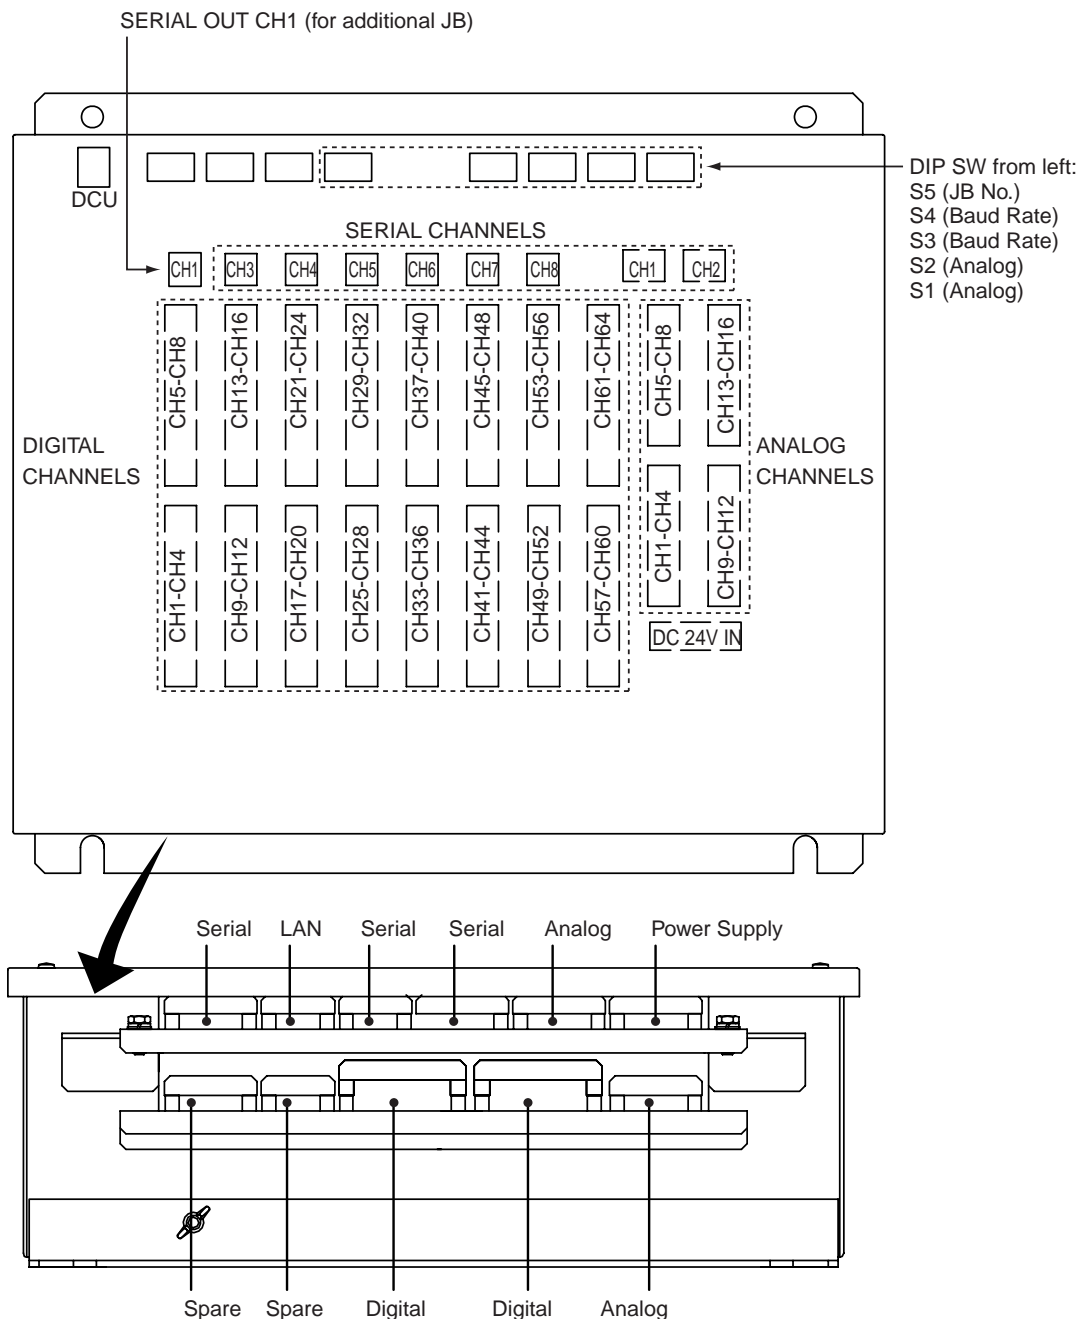 SERIAL OUT CH1 (for additional JB)
DCU
DIP SW from left:
S5 (JB No.)
S4 (Baud Rate)
S3 (Baud Rate)
S2 (Analog)
S1 (Analog)
SERIAL CHANNELS
CH1 CH3 CH4 CH5 CH6 CH7 CH8 CH1 CH2
CH5-CH8 CH13-CH16 CH21-CH24 CH29-CH32 CH37-CH40 CH45-CH48 CH53-CH56 CH61-CH64 CH5-CH8 CH13-CH16
DIGITAL
CHANNELS
ANALOG
CHANNELS
CH1-CH4 CH9-CH12 CH17-CH20 CH25-CH28 CH33-CH36 CH41-CH44 CH49-CH52 CH57-CH60 CH1-CH4 CH9-CH12
DC 24V IN
Serial LAN Serial Serial Analog Power Supply
Spare Spare Digital Digital Analog